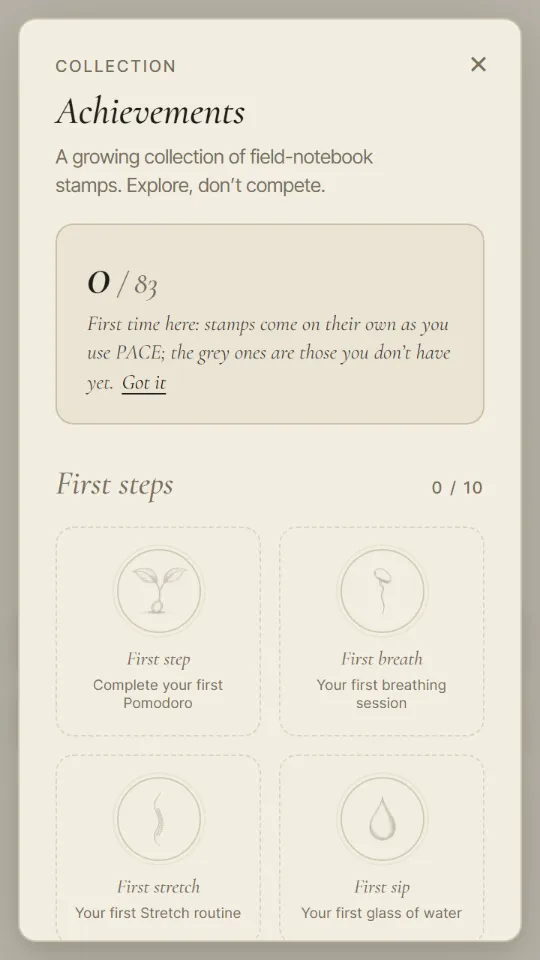 COLLECTION
Achievements
A growing collection of field-notebook
stamps. Explore, don’t compete.
0 / 83
First time here: stamps come on their own as you
use PACE; the grey ones are those you don’t have
yet. Got it
First steps
0 / 10
First step
Complete your first
Pomodoro
First breath
Your first breathing
session
First stretch
Your first Stretch routine
First sip
Your first glass of water